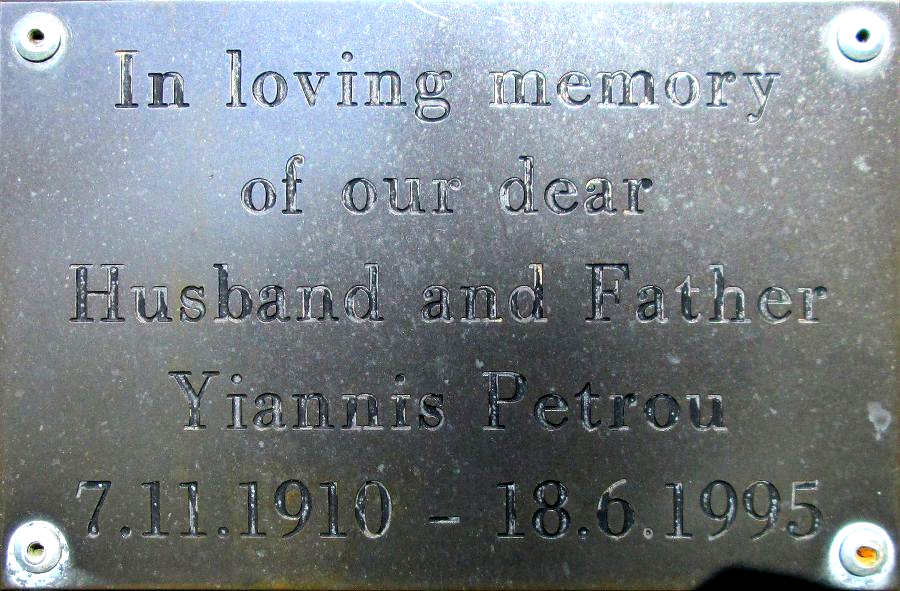 In loving memory
of our dear
Husband and Father
Yiannis Petrou
7.11.1910 – 18.6.1995